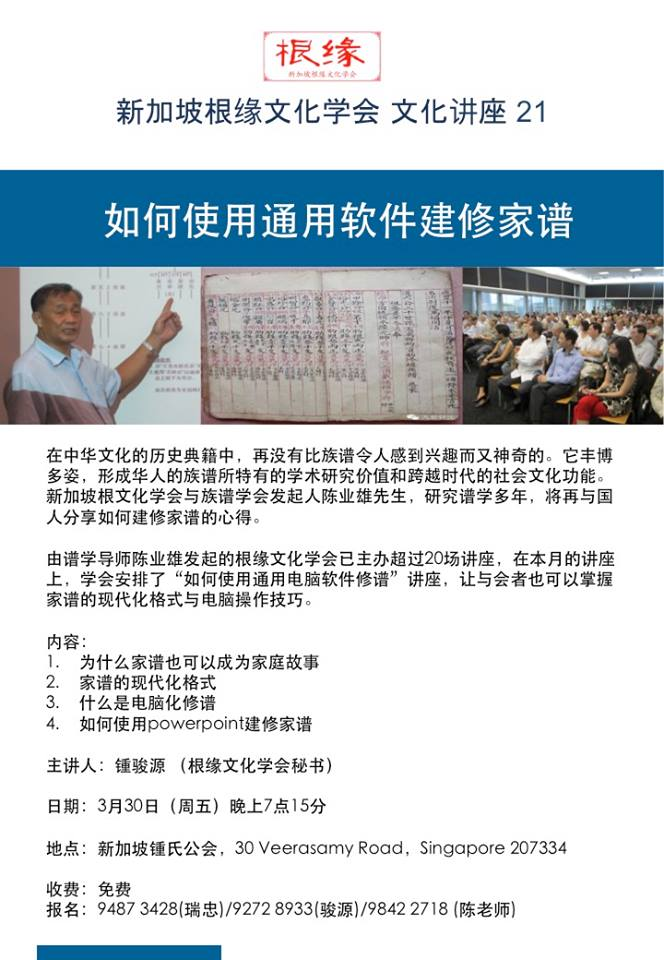 根缘
新加坡根缘文化学会
新加坡根缘文化学会 文化讲座 21
如何使用通用软件建修家谱
在中华文化的历史典籍中，再没有比族谱令人感到兴趣而又神奇的。它丰博
多姿，形成华人的族谱所特有的学术研究价值和跨越时代的社会文化功能。
新加坡根文化学会与族谱学会发起人陈业雄先生，研究谱学多年，将再与国
人分享如何建修家谱的心得。
由谱学导师陈业雄发起的根缘文化学会已主办超过20场讲座，在本月的讲座
上，学会安排了“如何使用通用电脑软件修谱”讲座，让与会者也可以掌握
家谱的现代化格式与电脑操作技巧。
内容：
1. 为什么家谱也可以成为家庭故事
2. 家谱的现代化格式
3. 什么是电脑化修谱
4. 如何使用powerpoint建修家谱
主讲人：锺骏源 （根缘文化学会秘书）
日期：3月30日（周五）晚上7点15分
地点：新加坡锺氏公会，30 Veerasamy Road，Singapore 207334
收费：免费
报名：9487 3428(瑞忠)/9272 8933(骏源)/9842 2718 (陈老师)